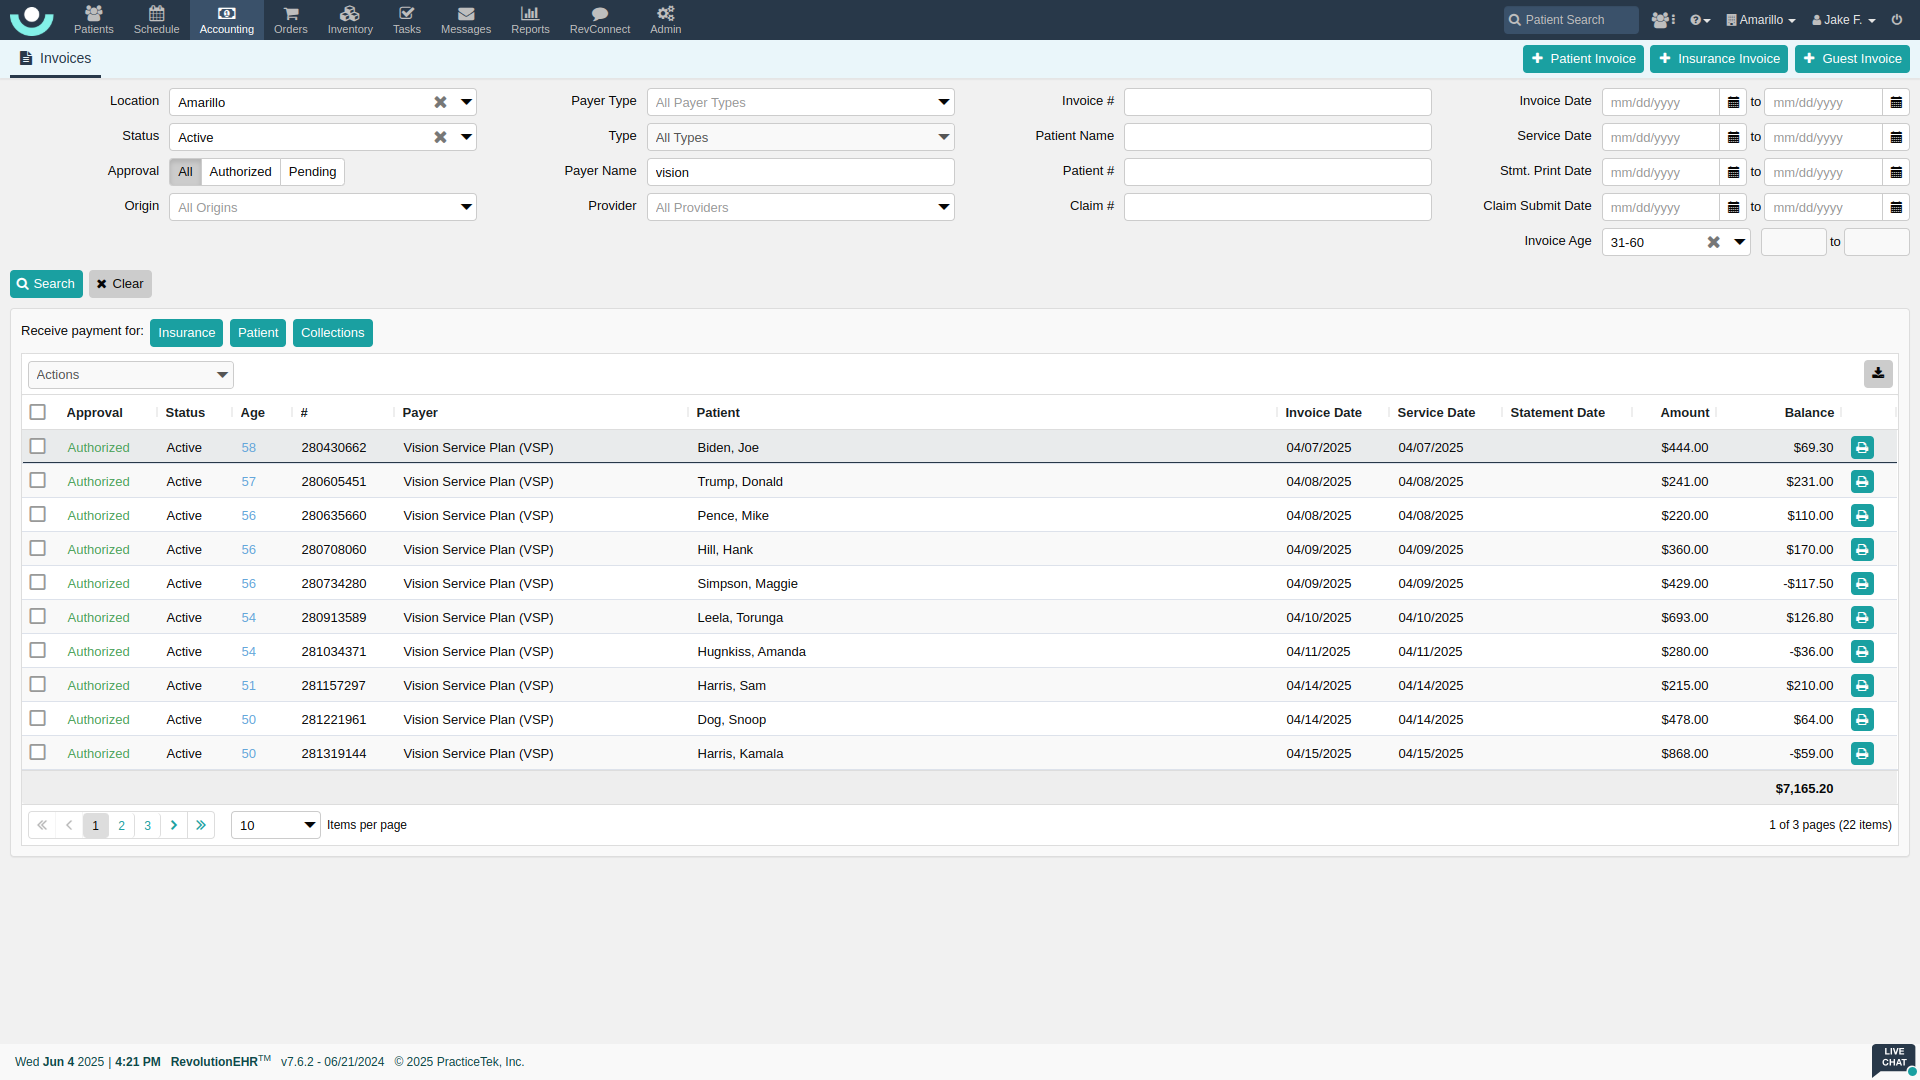 Patients Schedule Accounting Orders Inventory Tasks Messages Reports RevConnect Admin Patient Search Amarillo Jake F.
Invoices Patient Invoice Insurance Invoice Guest Invoice
Location Amarillo Payer Type All Payer Types Invoice # Invoice Date mm/dd/yyyy to mm/dd/yyyy
Status Active Type All Types Patient Name Service Date mm/dd/yyyy to mm/dd/yyyy
Approval All Authorized Pending Payer Name vision Patient # Stmt. Print Date mm/dd/yyyy to mm/dd/yyyy
Origin All Origins Provider All Providers Claim # Claim Submit Date mm/dd/yyyy to mm/dd/yyyy
Invoice Age 31-60 to
Search Clear
Receive payment for: Insurance Patient Collections
Actions
Approval Status Age # Payer Patient Invoice Date Service Date Statement Date Amount Balance
Authorized Active 58 280430662 Vision Service Plan (VSP) Biden, Joe 04/07/2025 04/07/2025 $444.00 $69.30
Authorized Active 57 280605451 Vision Service Plan (VSP) Trump, Donald 04/08/2025 04/08/2025 $241.00 $231.00
Authorized Active 56 280635660 Vision Service Plan (VSP) Pence, Mike 04/08/2025 04/08/2025 $220.00 $110.00
Authorized Active 56 280708060 Vision Service Plan (VSP) Hill, Hank 04/09/2025 04/09/2025 $360.00 $170.00
Authorized Active 56 280734280 Vision Service Plan (VSP) Simpson, Maggie 04/09/2025 04/09/2025 $429.00 -$117.50
Authorized Active 54 280913589 Vision Service Plan (VSP) Leela, Torunga 04/10/2025 04/10/2025 $693.00 $126.80
Authorized Active 54 281034371 Vision Service Plan (VSP) Hugnkiss, Amanda 04/11/2025 04/11/2025 $280.00 -$36.00
Authorized Active 51 281157297 Vision Service Plan (VSP) Harris, Sam 04/14/2025 04/14/2025 $215.00 $210.00
Authorized Active 50 281221961 Vision Service Plan (VSP) Dog, Snoop 04/14/2025 04/14/2025 $478.00 $64.00
Authorized Active 50 281319144 Vision Service Plan (VSP) Harris, Kamala 04/15/2025 04/15/2025 $868.00 -$59.00
$7,165.20
1 2 3 10 Items per page 1 of 3 pages (22 items)
Wed Jun 4 2025 | 4:21 PM RevolutionEHR™ v7.6.2 - 06/21/2024 © 2025 PracticeTek, Inc.
LIVE
CHAT